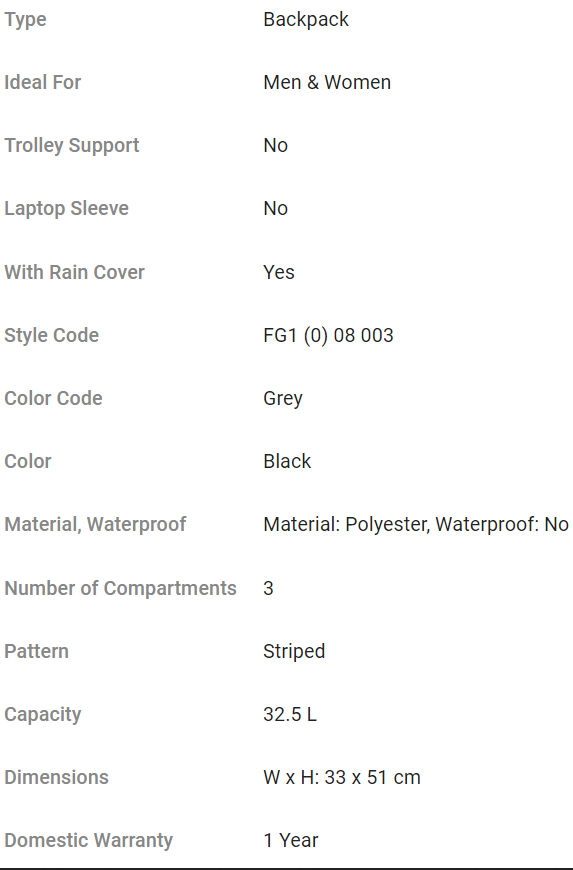 Type Backpack
Ideal For Men & Women
Trolley Support No
Laptop Sleeve No
With Rain Cover Yes
Style Code FG1 (0) 08 003
Color Code Grey
Color Black
Material, Waterproof Material: Polyester, Waterproof: No
Number of Compartments 3
Pattern Striped
Capacity 32.5 L
Dimensions W x H: 33 x 51 cm
Domestic Warranty 1 Year